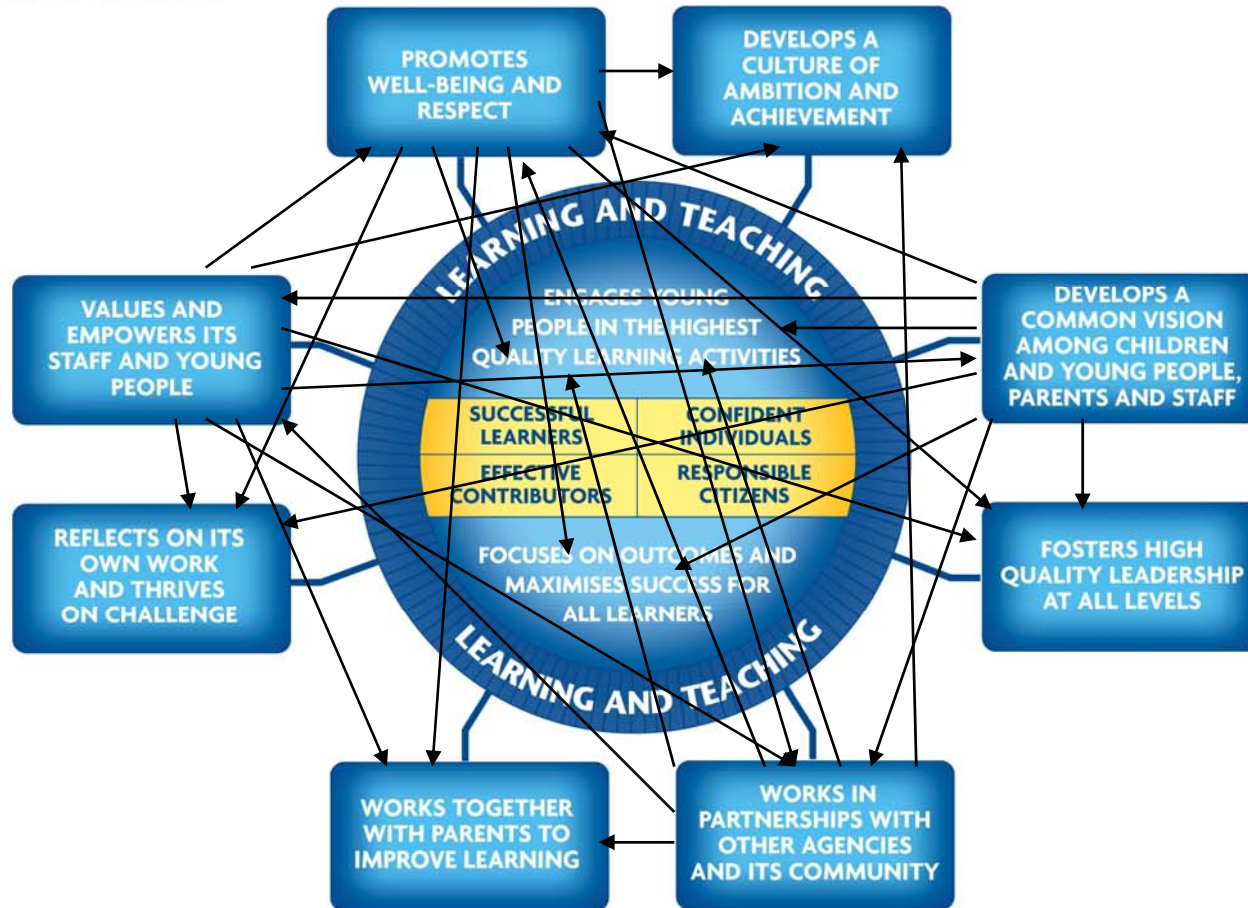 PROMOTES
WELL-BEING AND
RESPECT
DEVELOPS A
CULTURE OF
AMBITION AND
ACHIEVEMENT
LEARNING AND TEACHING
VALUES AND
EMPOWERS ITS
STAFF AND YOUNG
PEOPLE
ENGAGES YOUNG
PEOPLE IN THE HIGHEST
QUALITY LEARNING ACTIVITIES
DEVELOPS A
COMMON VISION
AMONG CHILDREN
AND YOUNG PEOPLE,
PARENTS AND STAFF
SUCCESSFUL
LEARNERS
CONFIDENT
INDIVIDUALS
EFFECTIVE
CONTRIBUTORS
RESPONSIBLE
CITIZENS
REFLECTS ON ITS
OWN WORK
AND THRIVES
ON CHALLENGE
FOCUSES ON OUTCOMES AND
MAXIMISES SUCCESS FOR
ALL LEARNERS
FOSTERS HIGH
QUALITY LEADERSHIP
AT ALL LEVELS
LEARNING AND TEACHING
WORKS TOGETHER
WITH PARENTS TO
IMPROVE LEARNING
WORKS IN
PARTNERSHIPS WITH
OTHER AGENCIES
AND ITS COMMUNITY